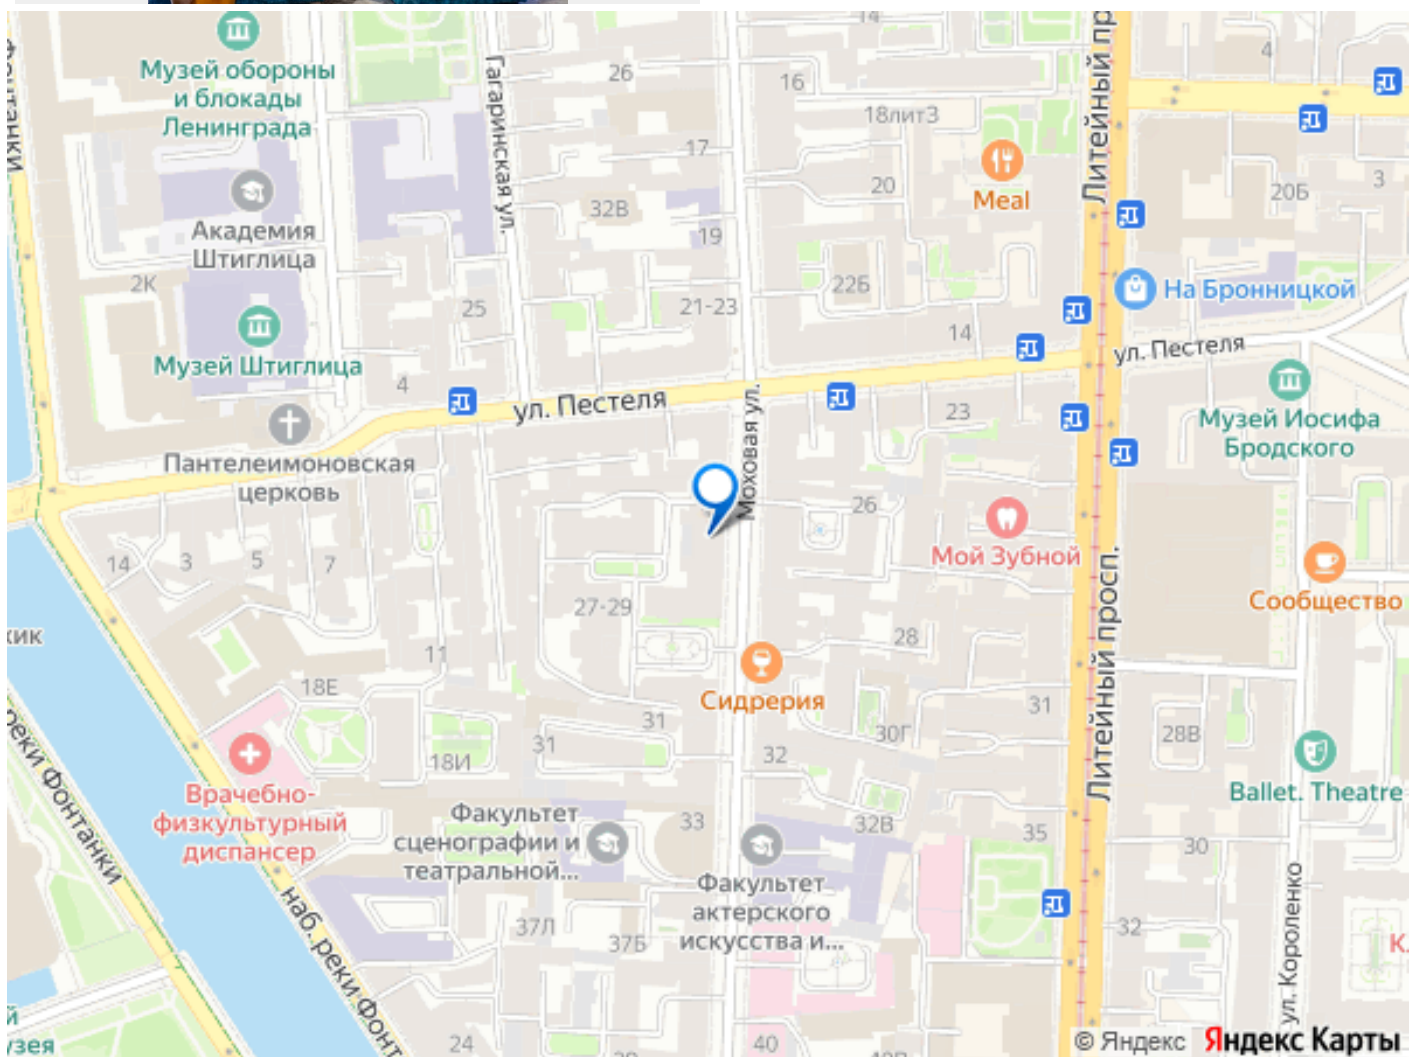 14
Литейный пр
4
Музей обороны
и блокады
Ленинграда
26
16
18лит3
Гагаринская ул.
Фонтанки
17
20
Meal
20Б
3
32В
19
Академия
Штиглица
2К
22Б
На Бронницкой
25
21-23
14
Музей Штиглица
4
ул. Пестеля
ул. Пестеля
23
Моховая ул.
Музей Иосифа
Бродского
Пантелеимоновская
церковь
26
Мой Зубной
14
3
5
7
Литейный просп.
Сообщество
27-29
28
11
18Е
Сидрерия
31
31
31
30Г
28В
32
18И
Врачебно-
физкультурный
диспансер
Ballet. Theatre
Факультет
сценографии и
театральной...
33
32В
35
30
реки Фонтанки
Факультет
актерского
искусства и...
наб. реки Фонт
37Л
37Б
32
ул. Короленко
К
й
узея
24
40
© Яндекс
Яндекс Карты